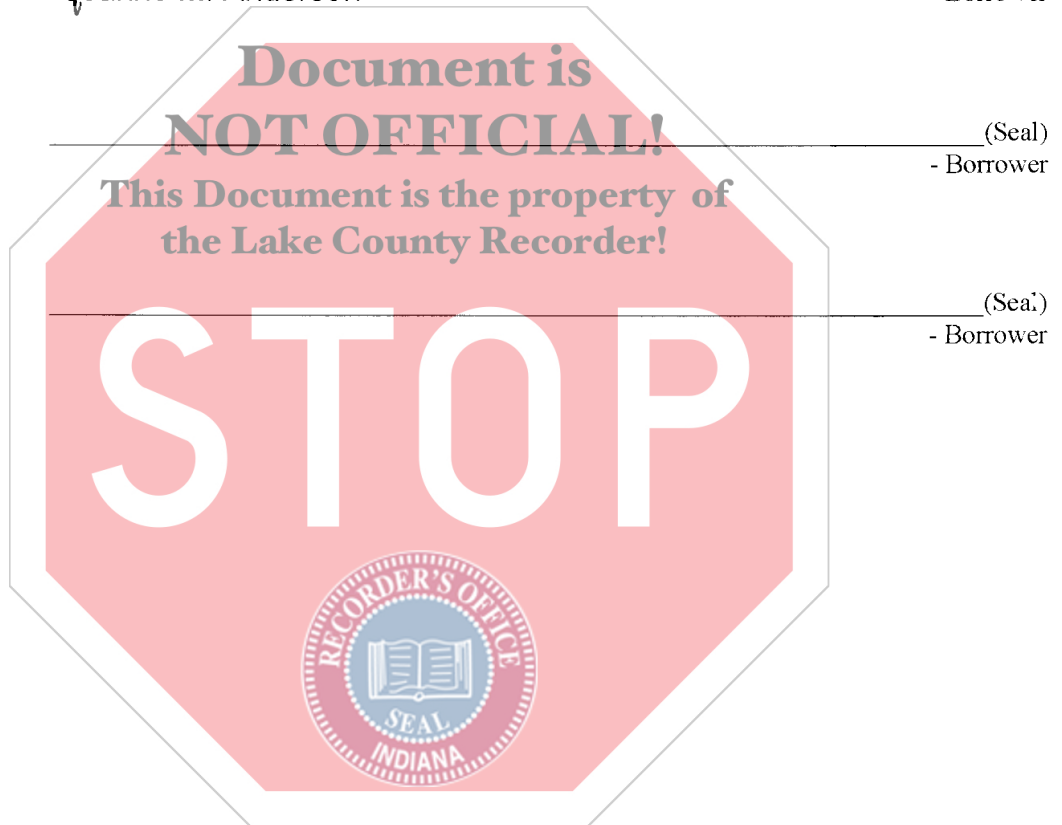 Document is
NOT OFFICIAL!
(Seal)
- Borrower
This Document is the property of
the Lake County Recorder!
(Seal)
- Borrower
STOP
RECORDER'S OFFICE
SEAL
INDIANA